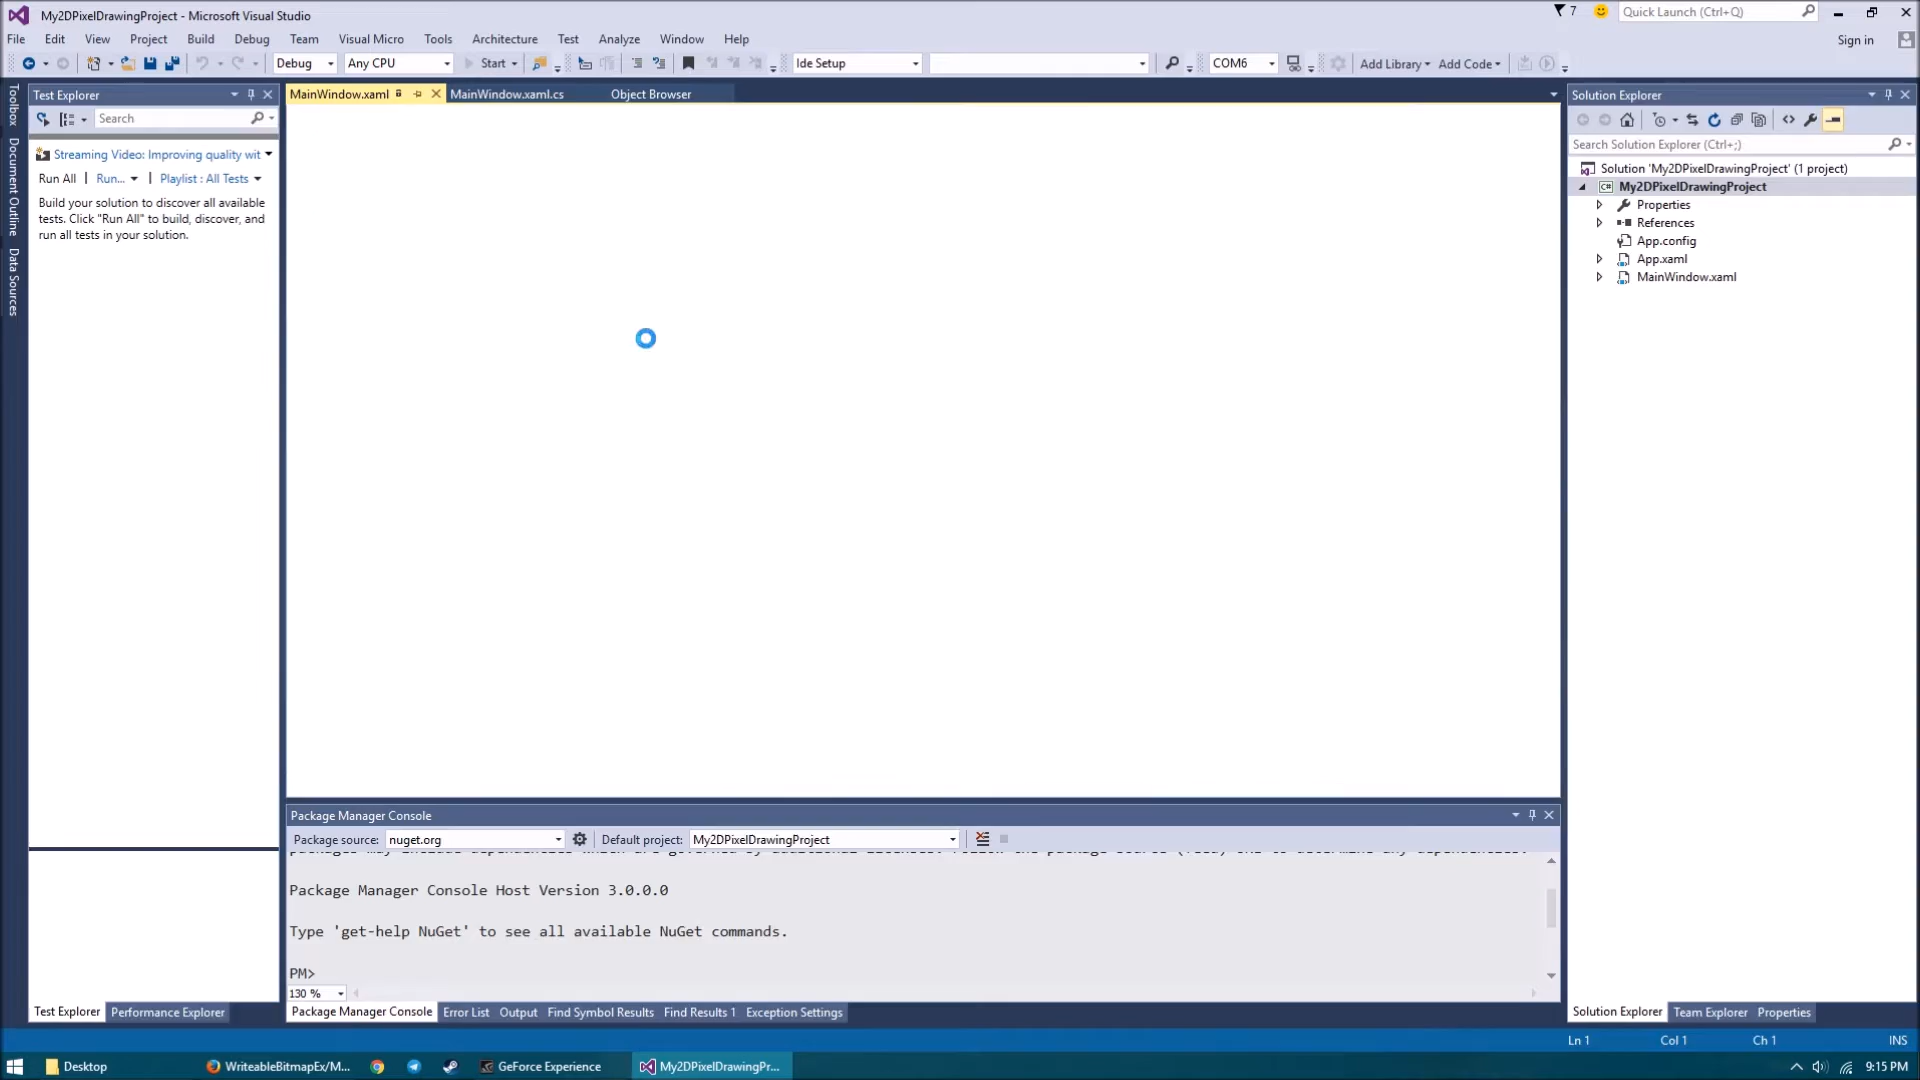 My2DPixelDrawingProject - Microsoft Visual Studio
7
Quick Launch (Ctrl+Q)
File Edit View Project Build Debug Team Visual Micro Tools Architecture Test Analyze Window Help
Sign in
Debug Any CPU Start Ide Setup COM6 Add Library Add Code
Toolbox
Document Outline
Data Sources
Test Explorer
Search
Streaming Video: Improving quality wit
Run All | Run... | Playlist : All Tests
Build your solution to discover all available
tests. Click "Run All" to build, discover, and
run all tests in your solution.
Test Explorer Performance Explorer
MainWindow.xaml MainWindow.xaml.cs Object Browser
Package Manager Console
Package source: nuget.org Default project: My2DPixelDrawingProject
Package Manager Console Host Version 3.0.0.0
Type 'get-help NuGet' to see all available NuGet commands.
PM>
130 %
Package Manager Console Error List Output Find Symbol Results Find Results 1 Exception Settings
Solution Explorer
Search Solution Explorer (Ctrl+;)
Solution 'My2DPixelDrawingProject' (1 project)
C# My2DPixelDrawingProject
Properties
References
App.config
App.xaml
MainWindow.xaml
Solution Explorer Team Explorer Properties
Ln 1 Col 1 Ch 1 INS
Desktop WriteableBitmapEx/M... GeForce Experience My2DPixelDrawingPr... 9:15 PM